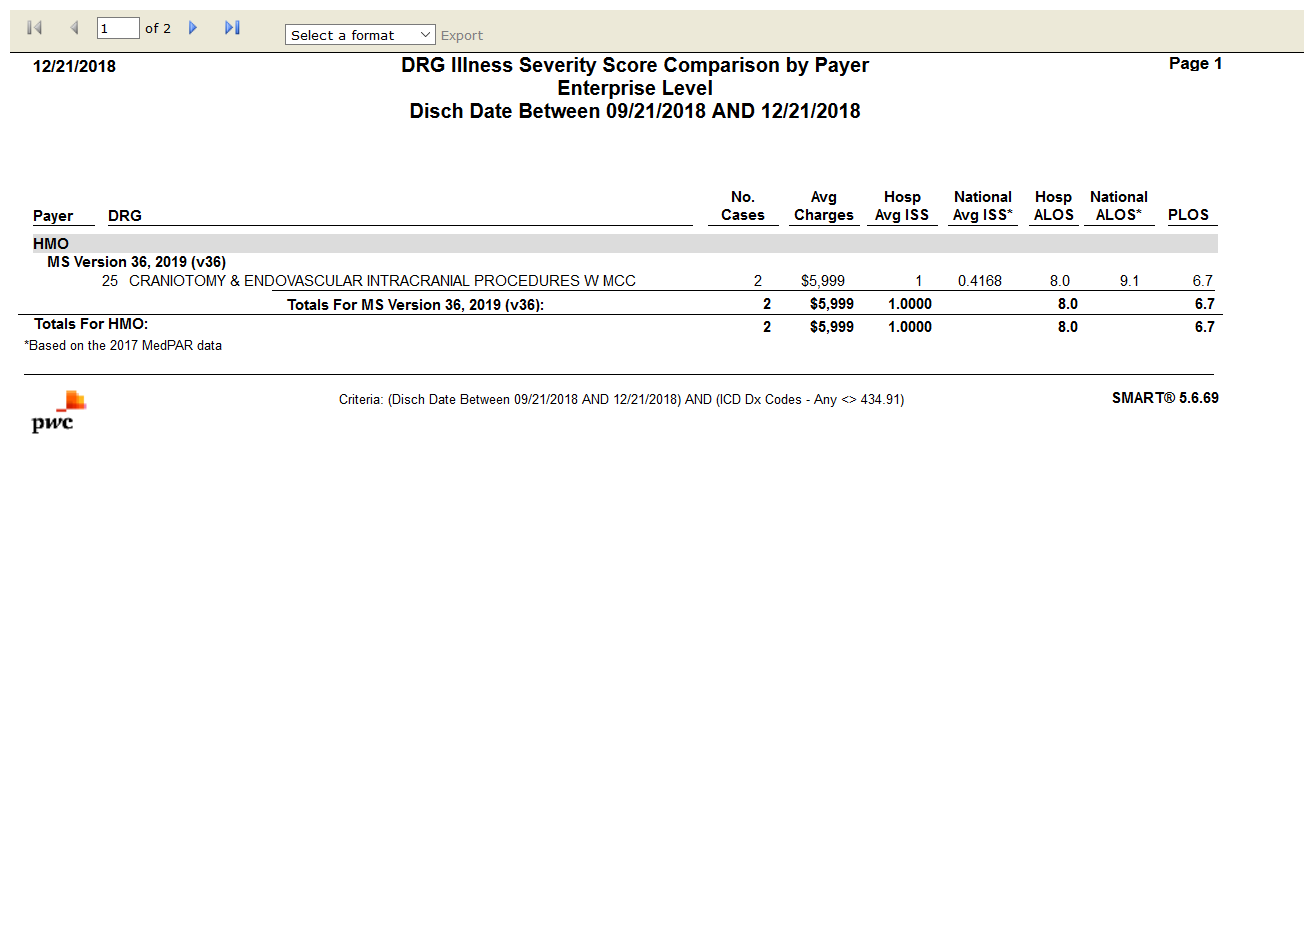 1 of 2 Select a format Export
12/21/2018 DRG Illness Severity Score Comparison by Payer Page 1
Enterprise Level
Disch Date Between 09/21/2018 AND 12/21/2018
No. Avg Hosp National Hosp National
Payer DRG Cases Charges Avg ISS Avg ISS* ALOS ALOS* PLOS
HMO
MS Version 36, 2019 (v36)
25 CRANIOTOMY & ENDOVASCULAR INTRACRANIAL PROCEDURES W MCC 2 $5,999 1 0.4168 8.0 9.1 6.7
Totals For MS Version 36, 2019 (v36): 2 $5,999 1.0000 8.0 6.7
Totals For HMO: 2 $5,999 1.0000 8.0 6.7
*Based on the 2017 MedPAR data
Criteria: (Disch Date Between 09/21/2018 AND 12/21/2018) AND (ICD Dx Codes - Any <> 434.91) SMART® 5.6.69
pwc